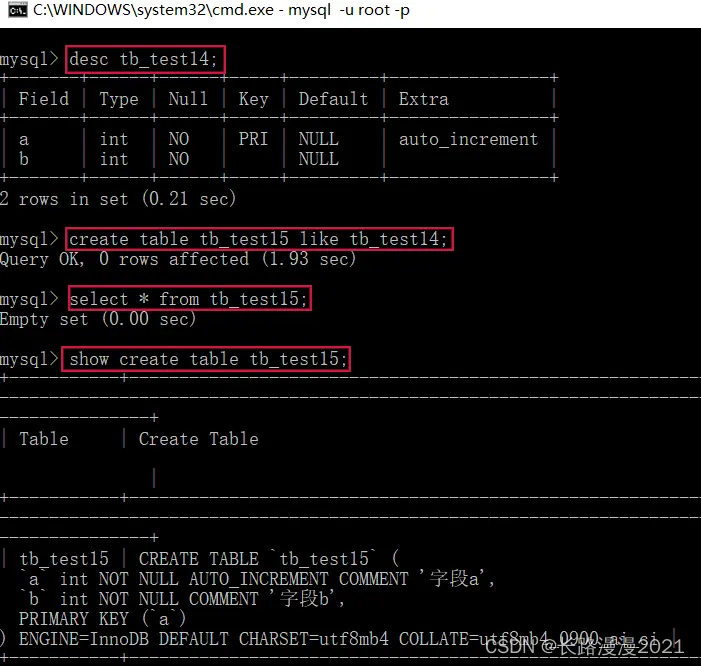 C:\WINDOWS\system32\cmd.exe - mysql -u root -p
mysql> desc tb_test14;
+-------+------+------+-----+---------+----------------+
| Field | Type | Null | Key | Default | Extra          |
+-------+------+------+-----+---------+----------------+
| a     | int  | NO   | PRI | NULL    | auto_increment |
| b     | int  | NO   |     | NULL    |                |
+-------+------+------+-----+---------+----------------+
2 rows in set (0.21 sec)
mysql> create table tb_test15 like tb_test14;
Query OK, 0 rows affected (1.93 sec)
mysql> select * from tb_test15;
Empty set (0.00 sec)
mysql> show create table tb_test15;
| Table     | Create Table
|
| tb_test15 | CREATE TABLE `tb_test15` (
`a` int NOT NULL AUTO_INCREMENT COMMENT '字段a',
`b` int NOT NULL COMMENT '字段b',
PRIMARY KEY (`a`)
) ENGINE=InnoDB DEFAULT CHARSET=utf8mb4 COLLATE=utf8mb4_0900_ai_ci |
CSDN @长路漫漫2021